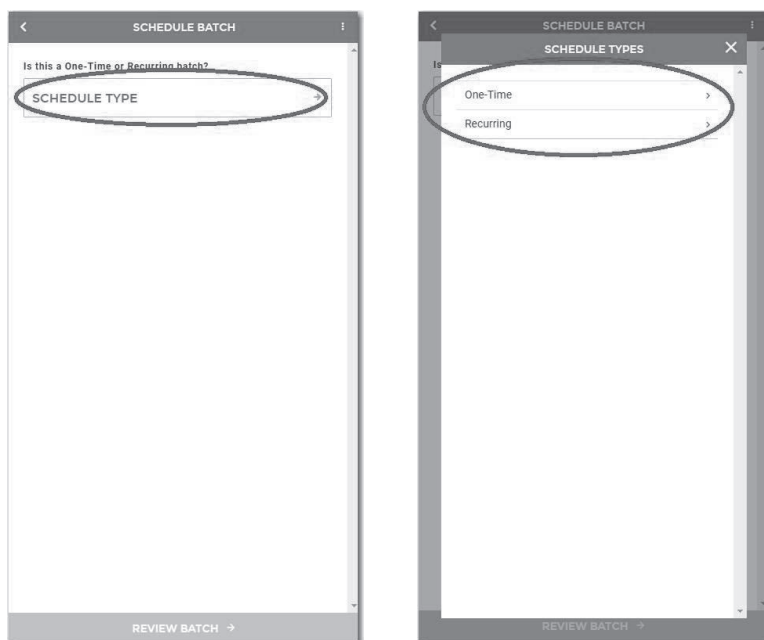 SCHEDULE BATCH
Is this a One-Time or Recurring batch?
SCHEDULE TYPE
REVIEW BATCH
SCHEDULE BATCH
SCHEDULE TYPES
Is
One-Time
Recurring
REVIEW BATCH